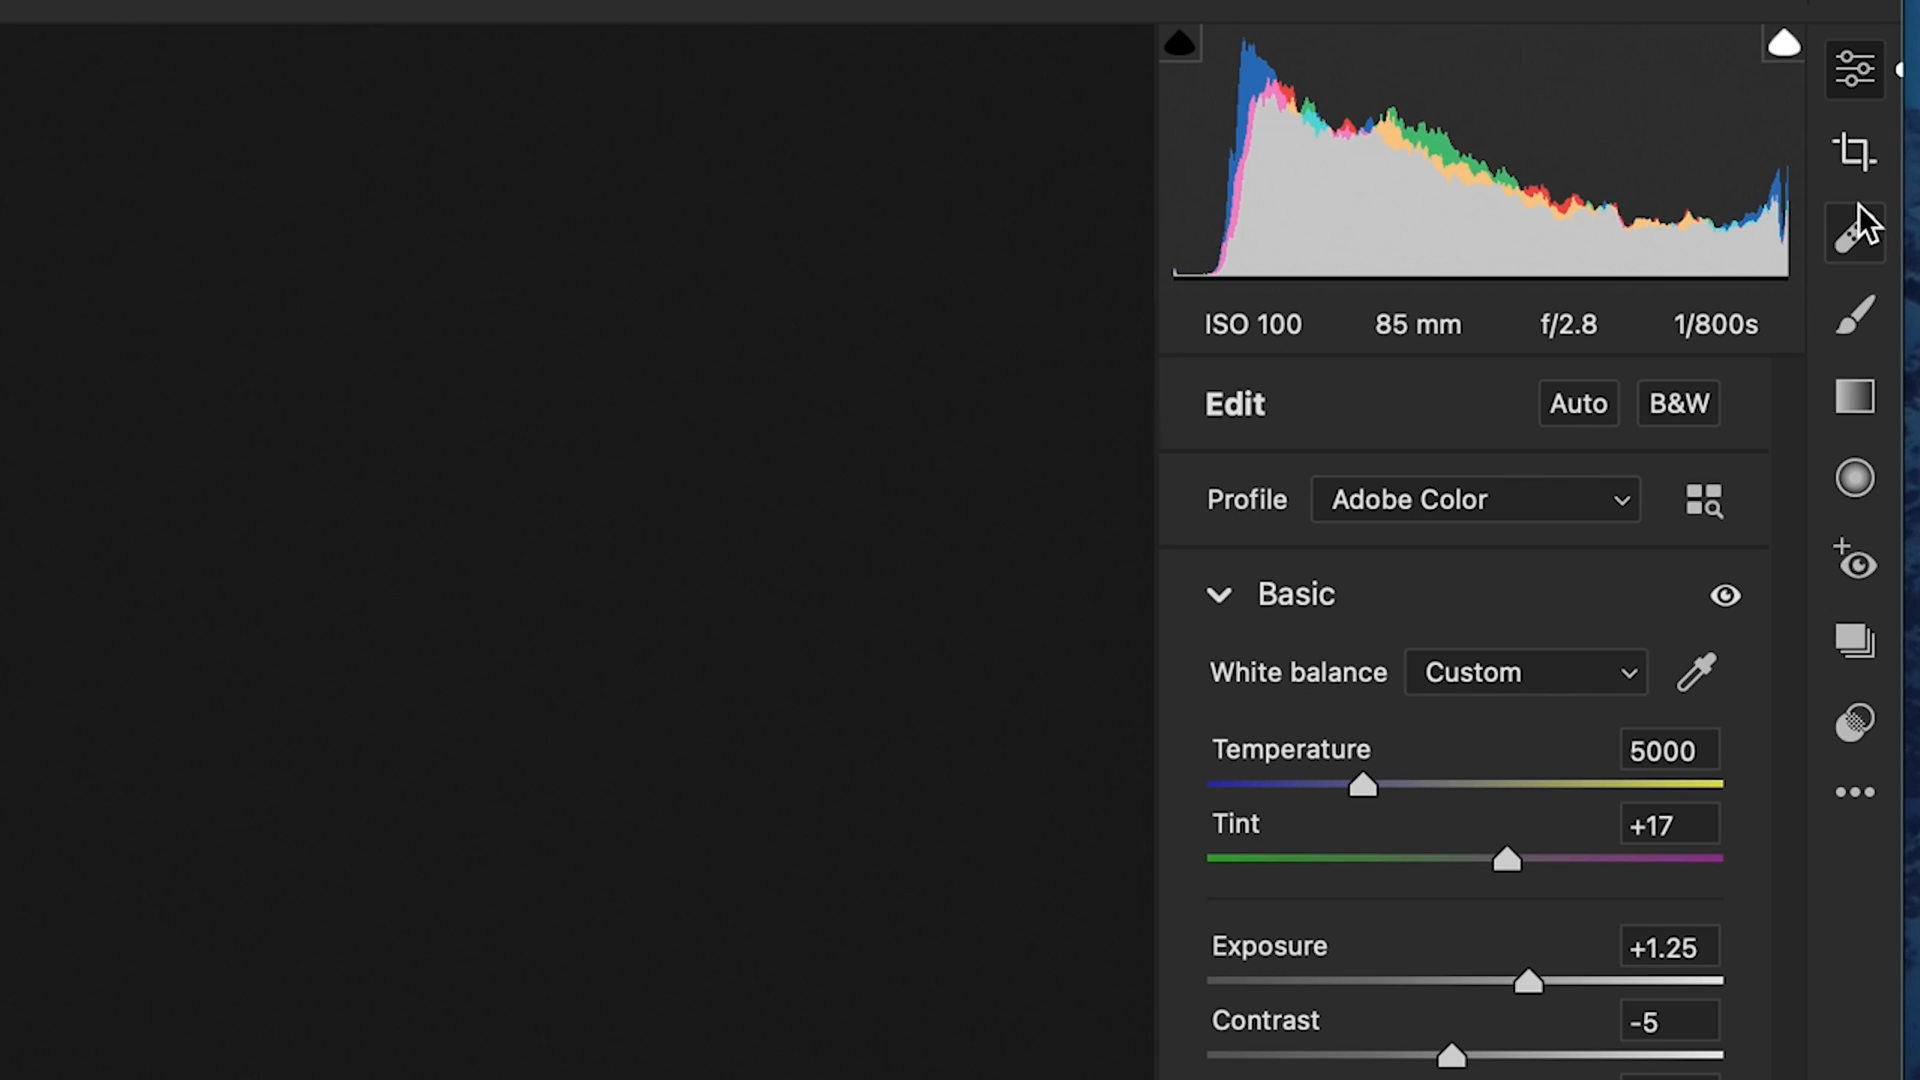 ISO 100 85 mm f/2.8 1/800s
Edit Auto B&W
Profile Adobe Color
Basic
White balance Custom
Temperature 5000
Tint +17
Exposure +1.25
Contrast -5